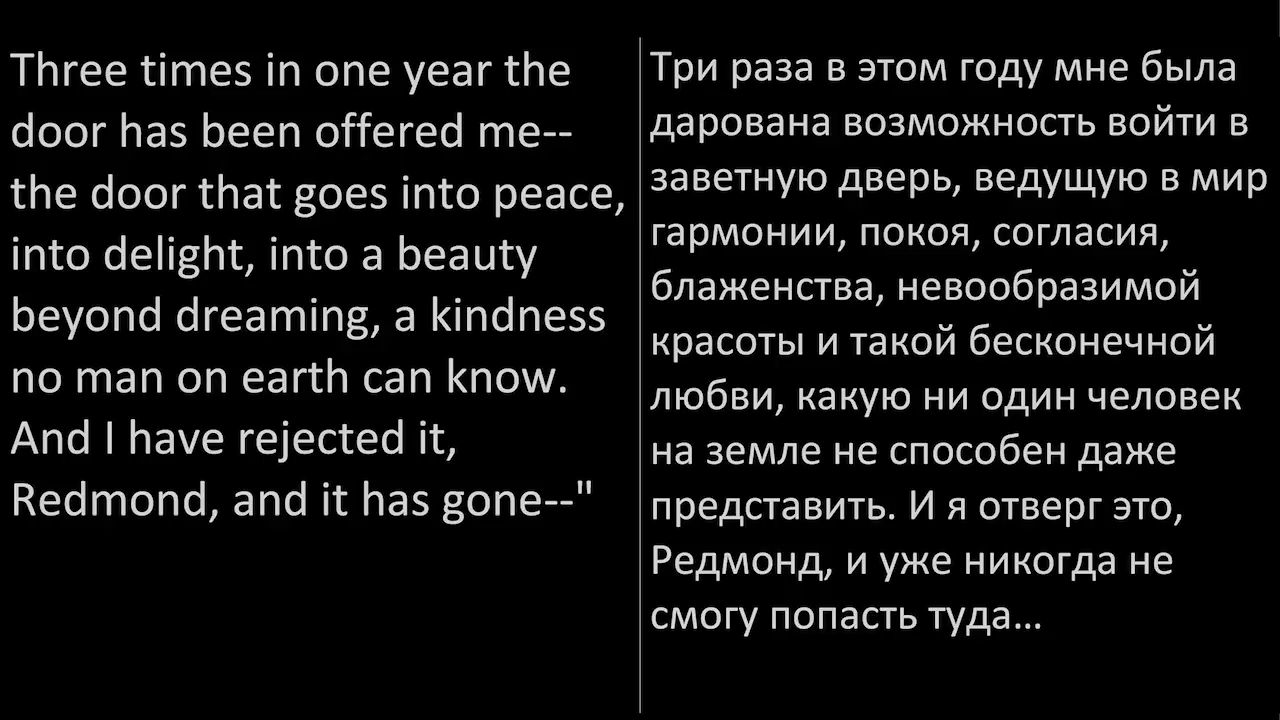 Three times in one year the
door has been offered me--
the door that goes into peace,
into delight, into a beauty
beyond dreaming, a kindness
no man on earth can know.
And I have rejected it,
Redmond, and it has gone--"
Три раза в этом году мне была
дарована возможность войти в
заветную дверь, ведущую в мир
гармонии, покоя, согласия,
блаженства, невообразимой
красоты и такой бесконечной
любви, какую ни один человек
на земле не способен даже
представить. И я отверг это,
Редмонд, и уже никогда не
смогу попасть туда...